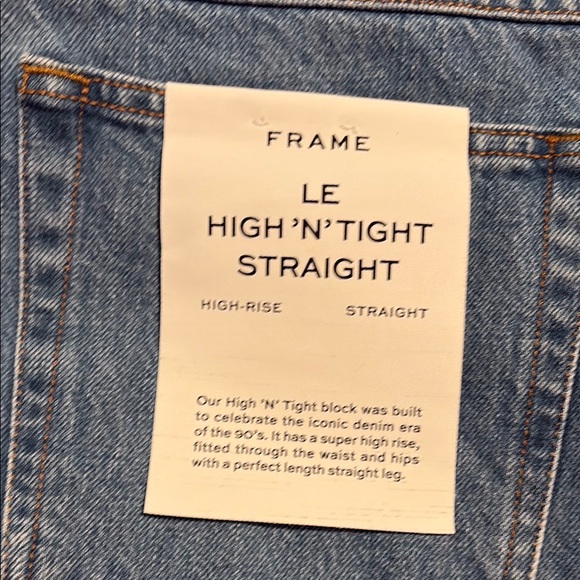 FRAME
LE
HIGH 'N' TIGHT
STRAIGHT
HIGH-RISE STRAIGHT
Our High 'N' Tight block was built
to celebrate the iconic denim era
of the 90's. It has a super high rise,
fitted through the waist and hips
with a perfect length straight leg.